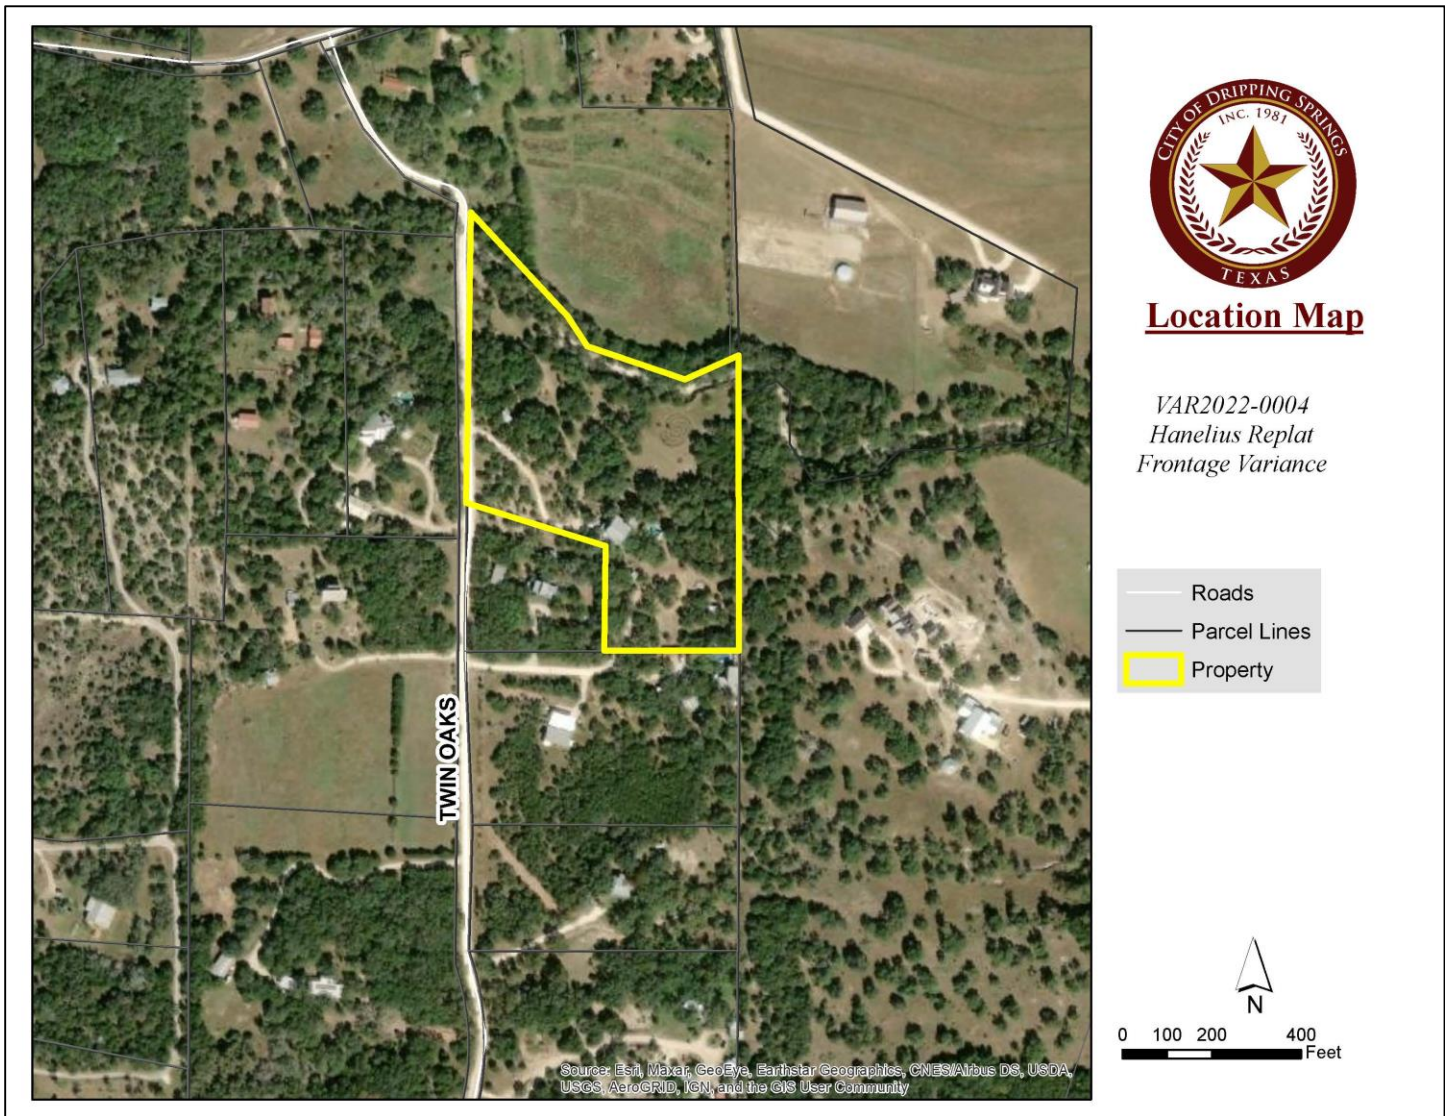 CITY OF DRIPPING SPRINGS
INC. 1981
TEXAS
Location Map
VAR2022-0004
Hanelius Replat
Frontage Variance
Roads
Parcel Lines
Property
TWIN OAKS
N
0 100 200 400
Feet
Source: Esri, Maxar, GeoEye, Earthstar Geographics, CNES/Airbus DS, USDA,
USGS, AeroGRID, IGN, and the GIS User Community